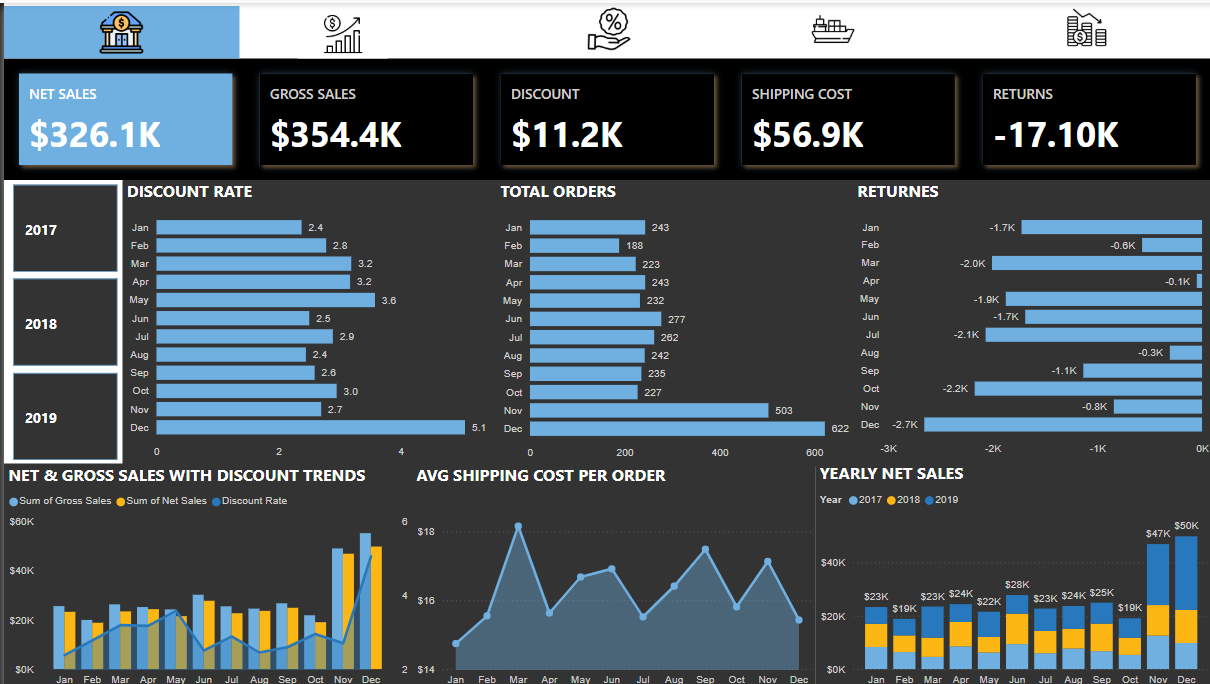 NET SALES
$326.1K
GROSS SALES
$354.4K
DISCOUNT
$11.2K
SHIPPING COST
$56.9K
RETURNS
-17.10K
2017
2018
2019
DISCOUNT RATE
Jan 2.4
Feb 2.8
Mar 3.2
Apr 3.2
May 3.6
Jun 2.5
Jul 2.9
Aug 2.4
Sep 2.6
Oct 3.0
Nov 2.7
Dec 5.1
0 2 4
TOTAL ORDERS
Jan 243
Feb 188
Mar 223
Apr 243
May 232
Jun 277
Jul 262
Aug 242
Sep 235
Oct 227
Nov 503
Dec 622
0 200 400 600
RETURNES
Jan -1.7K
Feb -0.6K
Mar -2.0K
Apr -0.1K
May -1.9K
Jun -1.7K
Jul -2.1K
Aug -0.3K
Sep -1.1K
Oct -2.2K
Nov -0.8K
Dec -2.7K
-3K -2K -1K 0K
NET & GROSS SALES WITH DISCOUNT TRENDS
Sum of Gross Sales Sum of Net Sales Discount Rate
$60K 6
$40K 4
$20K
$0K 2
Jan Feb Mar Apr May Jun Jul Aug Sep Oct Nov Dec
AVG SHIPPING COST PER ORDER
$18
$16
$14
Jan Feb Mar Apr May Jun Jul Aug Sep Oct Nov Dec
YEARLY NET SALES
Year 2017 2018 2019
$40K
$20K
$0K
$23K $19K $23K $24K $22K $28K $23K $24K $25K $19K $47K $50K
Jan Feb Mar Apr May Jun Jul Aug Sep Oct Nov Dec